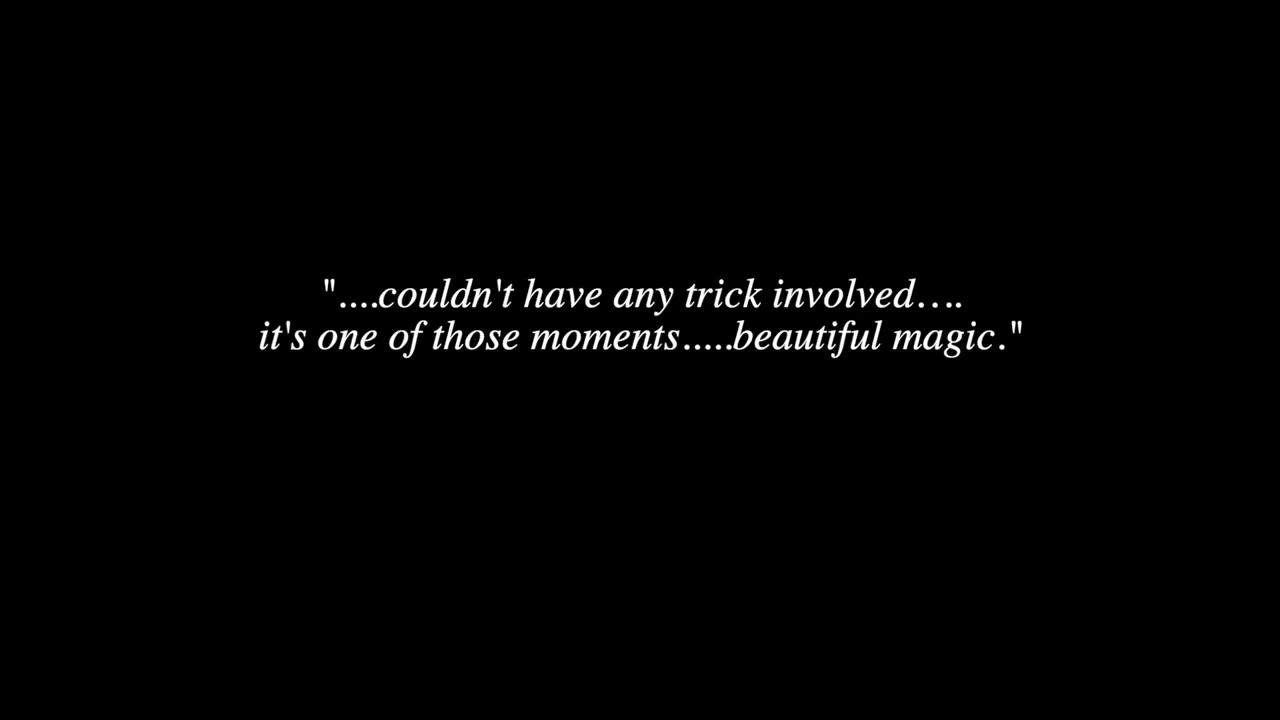 "....couldn't have any trick involved….
it's one of those moments.....beautiful magic."